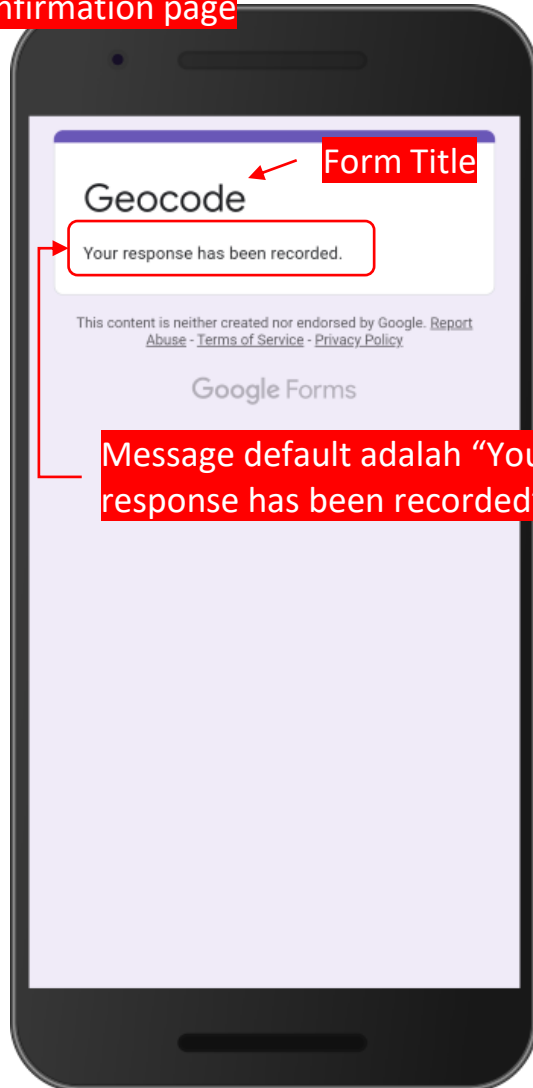 nfirmation page
Form Title
Geocode
Your response has been recorded.
This content is neither created nor endorsed by Google. Report
Abuse - Terms of Service - Privacy Policy
Google Forms
Message default adalah “You
response has been recorded